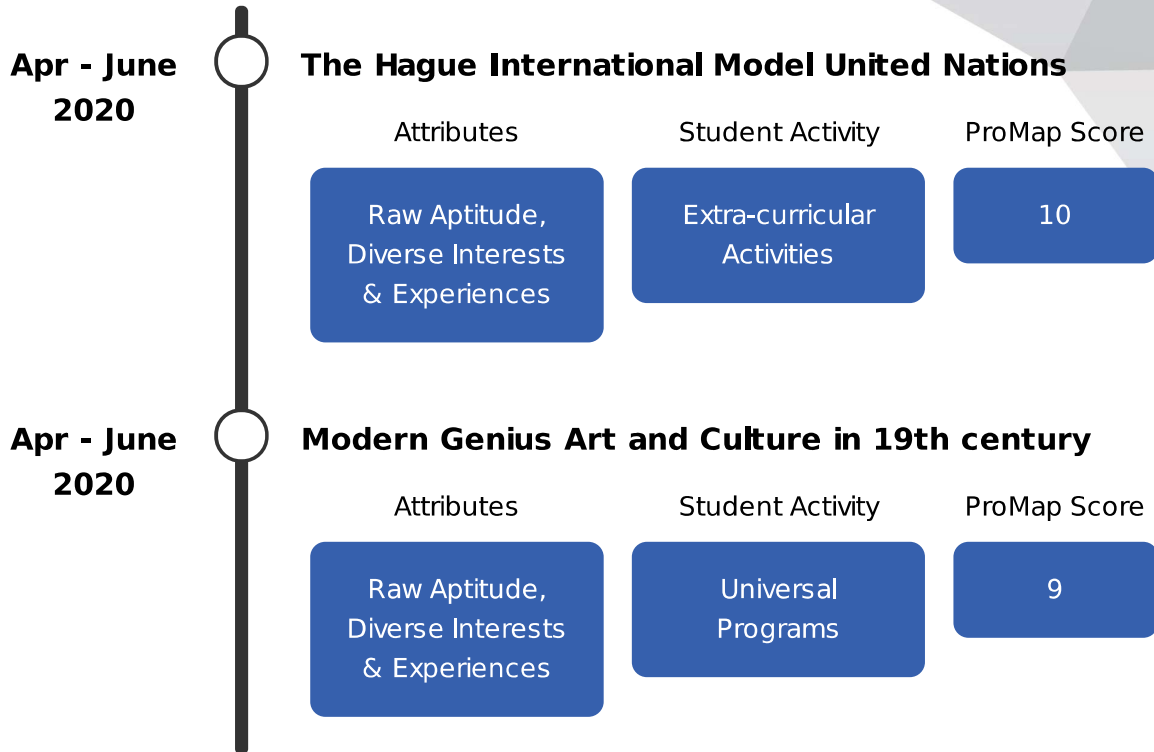 Apr - June
2020
The Hague International Model United Nations
Attributes
Student Activity
ProMap Score
Raw Aptitude,
Diverse Interests
& Experiences
Extra-curricular
Activities
10
Apr - June
2020
Modern Genius Art and Culture in 19th century
Attributes
Student Activity
ProMap Score
Raw Aptitude,
Diverse Interests
& Experiences
Universal
Programs
9